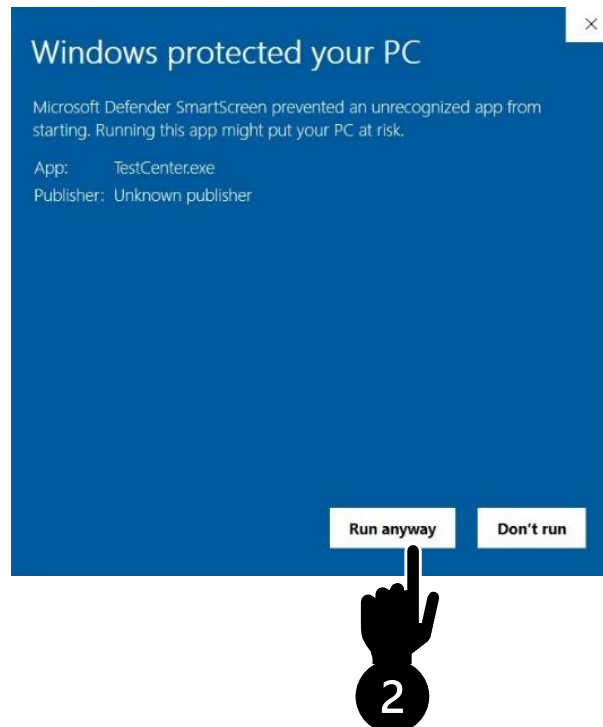 Windows protected your PC
Microsoft Defender SmartScreen prevented an unrecognized app from
starting. Running this app might put your PC at risk.
App: TestCenter.exe
Publisher: Unknown publisher
Run anyway Don't run
2